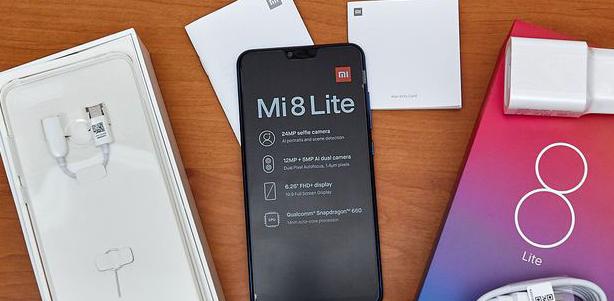 mi
mi
mi
Mi 8 Lite
24MP selfie camera
AI portraits and scene detection
12MP + 5MP AI dual camera
Dual Pixel Autofocus, 1.4μm pixels
6.26" FHD+ display
19:9 Full Screen Display
CPU
Qualcomm® Snapdragon™ 660
14nm octa-core processor
8
Lite